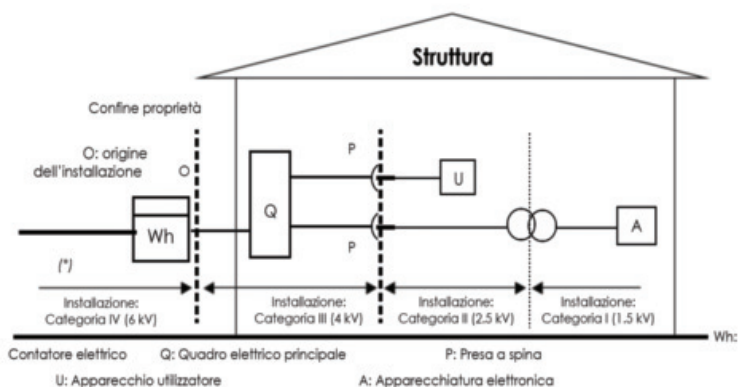 Struttura
Confine proprietà
O: origine
dell'installazione
O
P
U
Q
Wh
P
A
(*)
Installazione:
Categoria IV (6 kV)
Installazione:
Categoria III (4 kV)
Installazione:
Categoria II (2.5 kV)
Installazione:
Categoria I (1.5 kV)
Wh:
Contatore elettrico Q: Quadro elettrico principale P: Presa a spina
U: Apparecchio utilizzatore A: Apparecchiatura elettronica